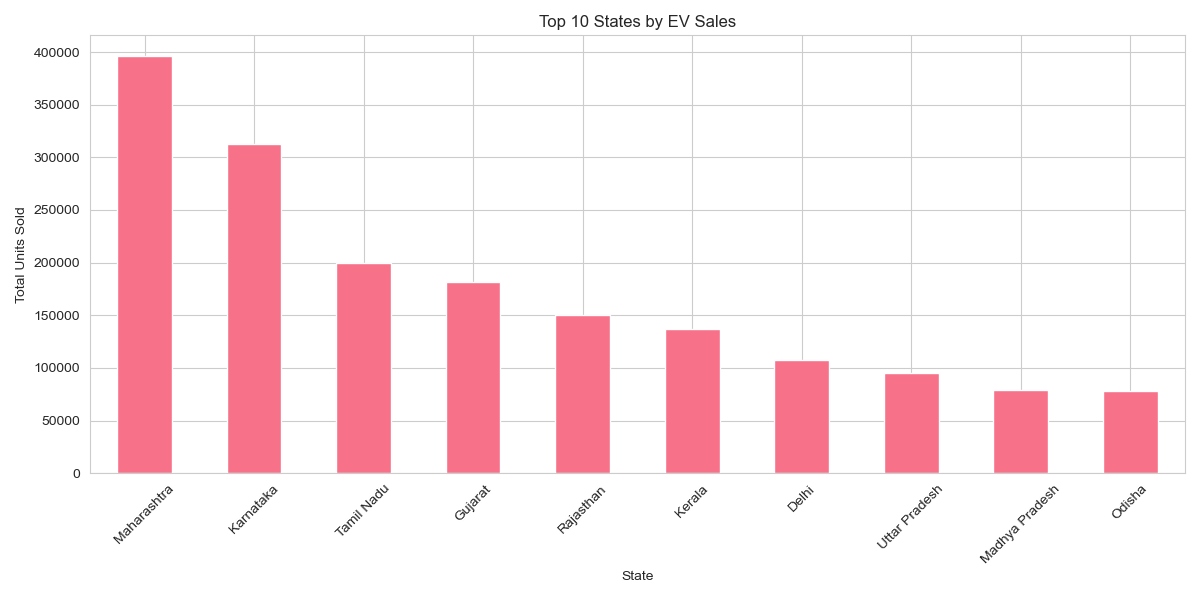 Top 10 States by EV Sales
Total Units Sold
400000
350000
300000
250000
200000
150000
100000
50000
0
Maharashtra
Karnataka
Tamil Nadu
Gujarat
Rajasthan
Kerala
Delhi
Uttar Pradesh
Madhya Pradesh
Odisha
State